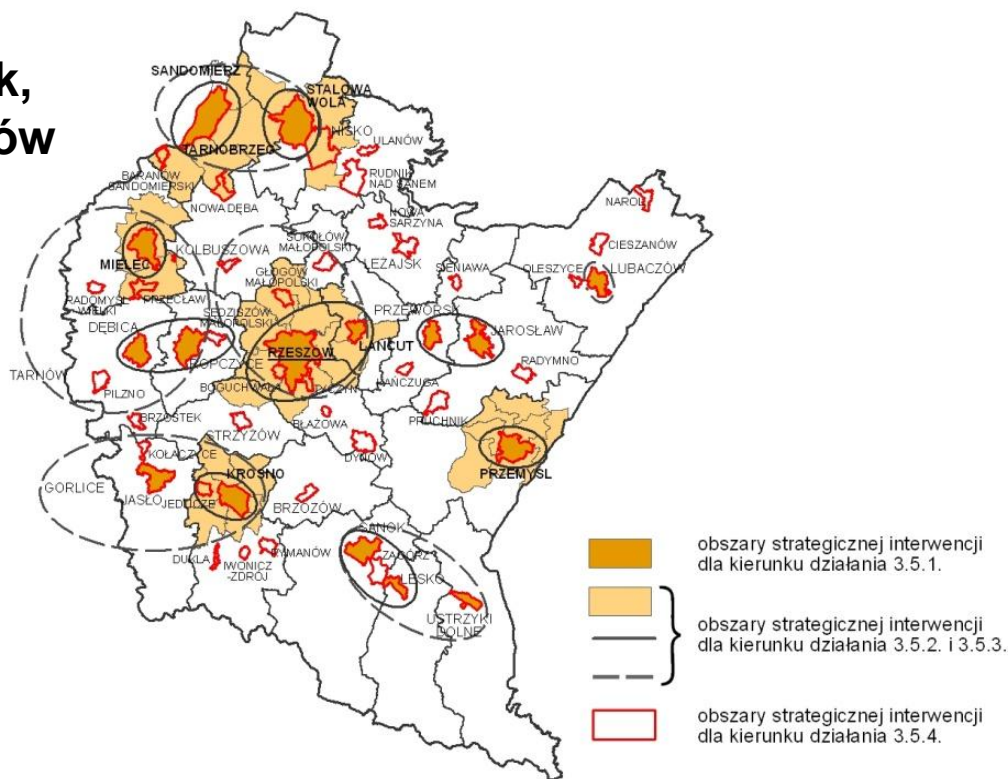 k,
ów
SANDOMIERZ
STALOWA
WOLA
NISKO
ULANÓW
TARNOBRZEG
RUDNIK
NAD SANEM
BARANÓW
SANDOMIERSKI
NOWA DĘBA
NAROL
NOWA
SARZYNA
CIESZANÓW
KOLBUSZOWA
SOKOŁÓW
MAŁOPOLSKI
LEŻAJSK
MIELEC
GŁOGÓW
MAŁOPOLSKI
SIENIAWA
OLESZYCE
LUBACZÓW
RADOMYŚL
WIELKI
PRZECŁAW
SĘDZISZÓW
MAŁOPOLSKI
PRZEWORSK
DĘBICA
JAROSŁAW
RZESZÓW
ŁAŃCUT
TARNÓW
ROPCZYCE
RADYMNO
PILZNO
BOGUCHWAŁA
TYCZYN
KAŃCZUGA
BRZOSTEK
STRZYŻÓW
BŁAŻOWA
PRUCHNIK
DYNÓW
KOŁACZYCE
KROSNO
PRZEMYŚL
GORLICE
JASŁO
JEDLICZE
BRZOZÓW
SANOK
DUKLA
IWONICZ
-ZDRÓJ
RYMANÓW
ZAGÓRZ
LESKO
USTRZYKI
DOLNE
obszary strategicznej interwencji
dla kierunku działania 3.5.1.
obszary strategicznej interwencji
dla kierunku działania 3.5.2. i 3.5.3.
obszary strategicznej interwencji
dla kierunku działania 3.5.4.